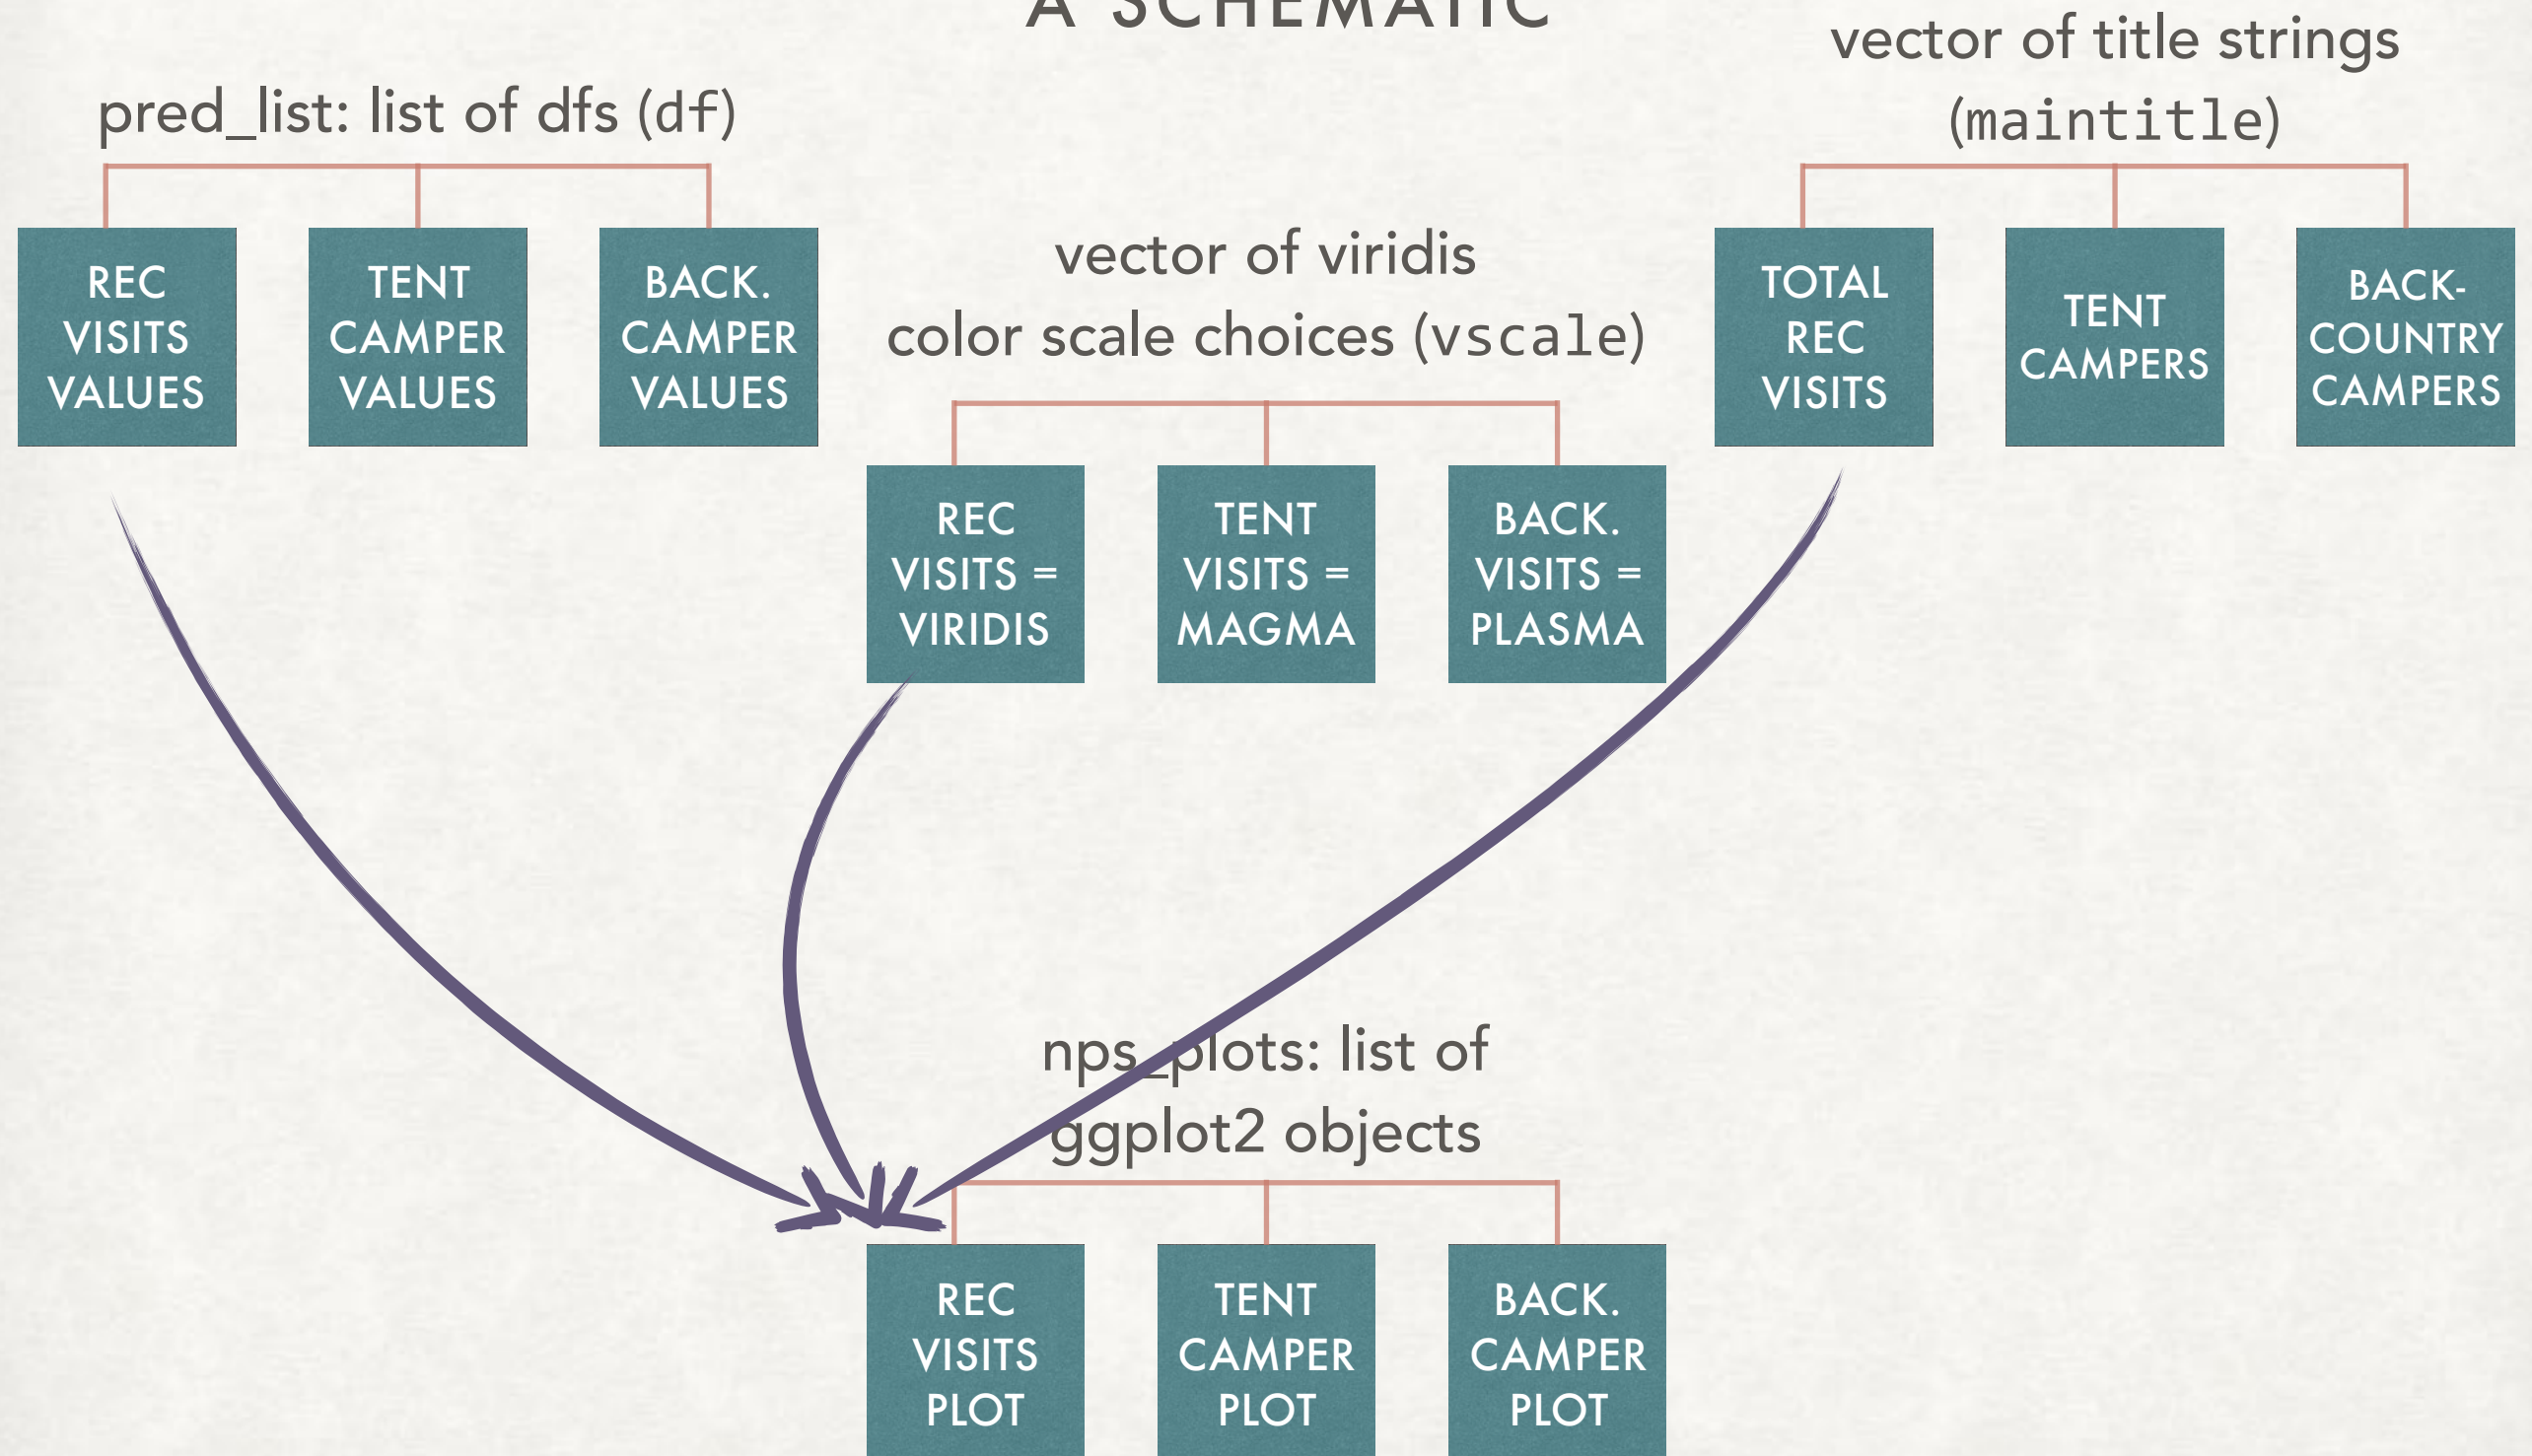 A SCHEMATIC
pred_list: list of dfs (df)
REC
VISITS
VALUES
TENT
CAMPER
VALUES
BACK.
CAMPER
VALUES
vector of viridis
color scale choices (vscale)
REC
VISITS =
VIRIDIS
TENT
VISITS =
MAGMA
BACK.
VISITS =
PLASMA
vector of title strings
(maintitle)
TOTAL
REC
VISITS
TENT
CAMPERS
BACK-
COUNTRY
CAMPERS
nps_plots: list of
ggplot2 objects
REC
VISITS
PLOT
TENT
CAMPER
PLOT
BACK.
CAMPER
PLOT